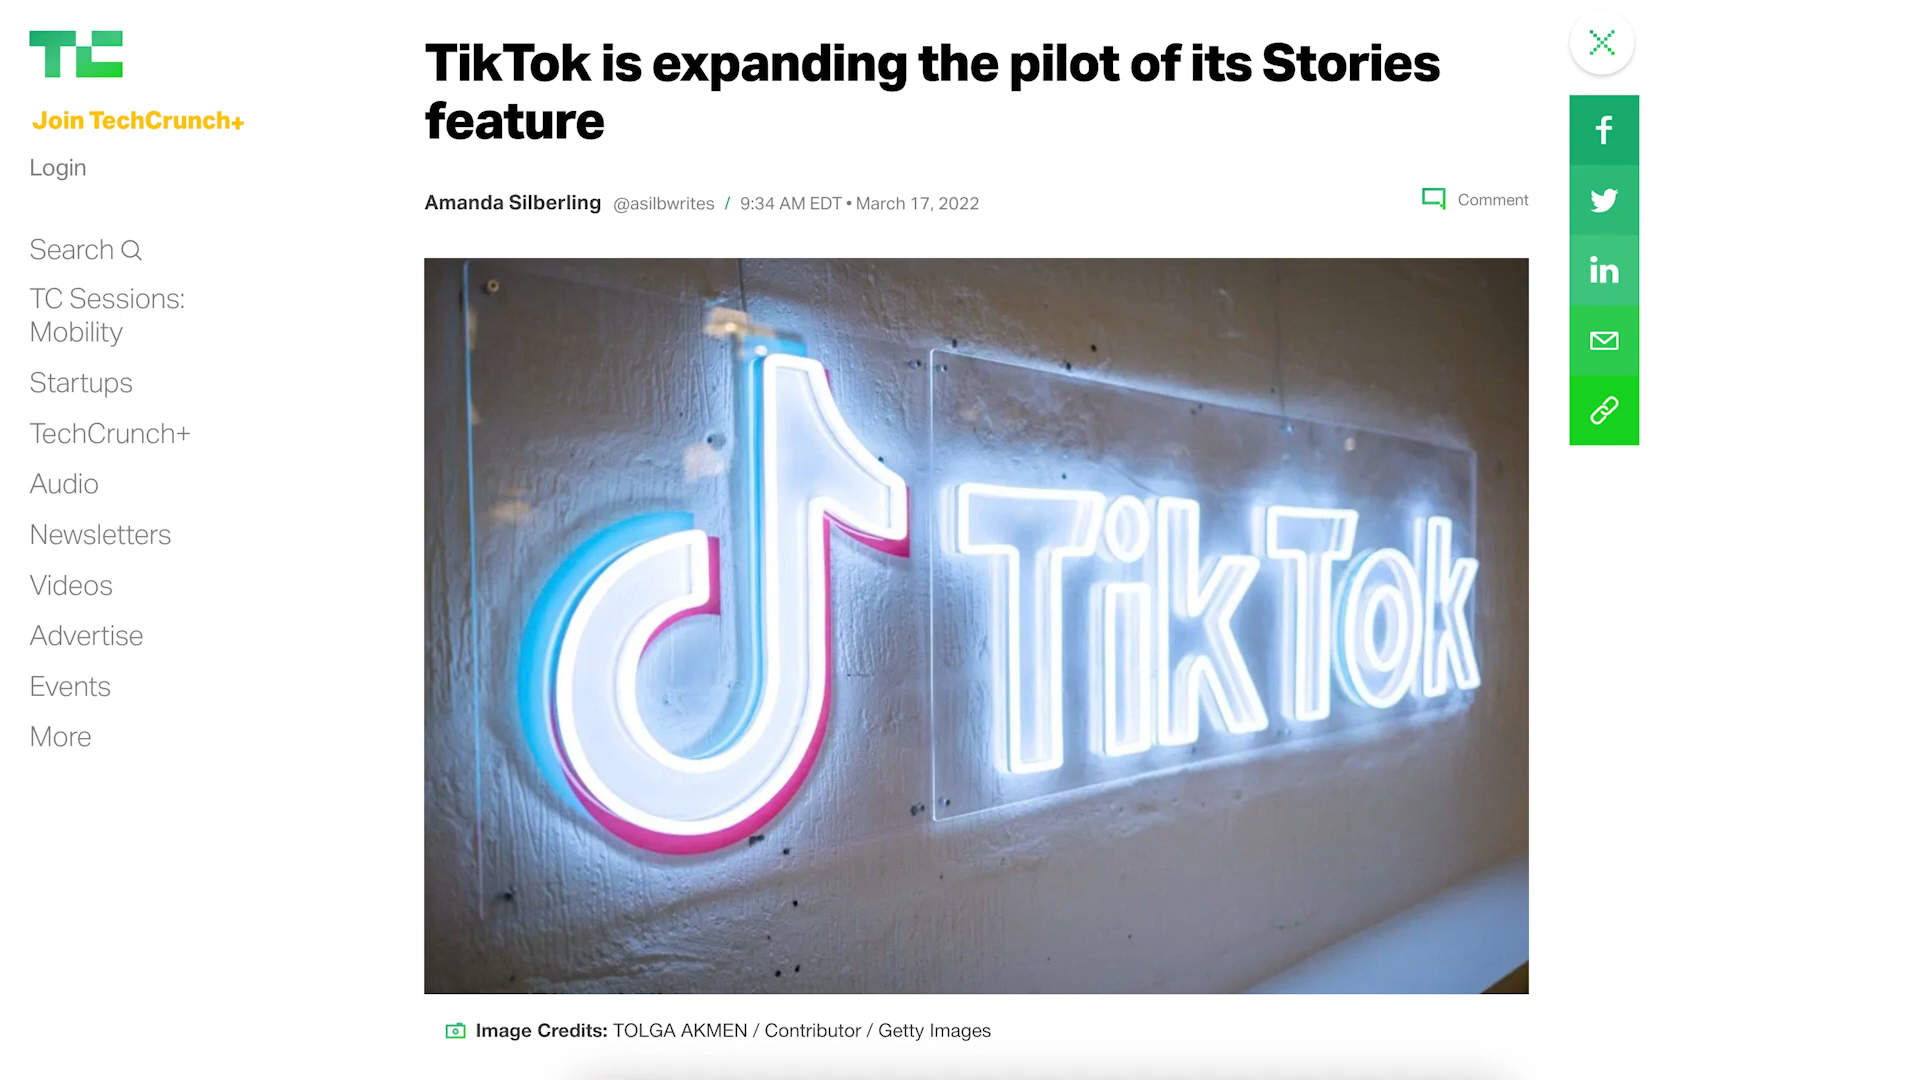 TC
Join TechCrunch+
Login
Search
TC Sessions:
Mobility
Startups
TechCrunch+
Audio
Newsletters
Videos
Advertise
Events
More
TikTok is expanding the pilot of its Stories
feature
Amanda Silberling @asilbwrites / 9:34 AM EDT • March 17, 2022
Comment
TikTok
Image Credits: TOLGA AKMEN / Contributor / Getty Images
f
in